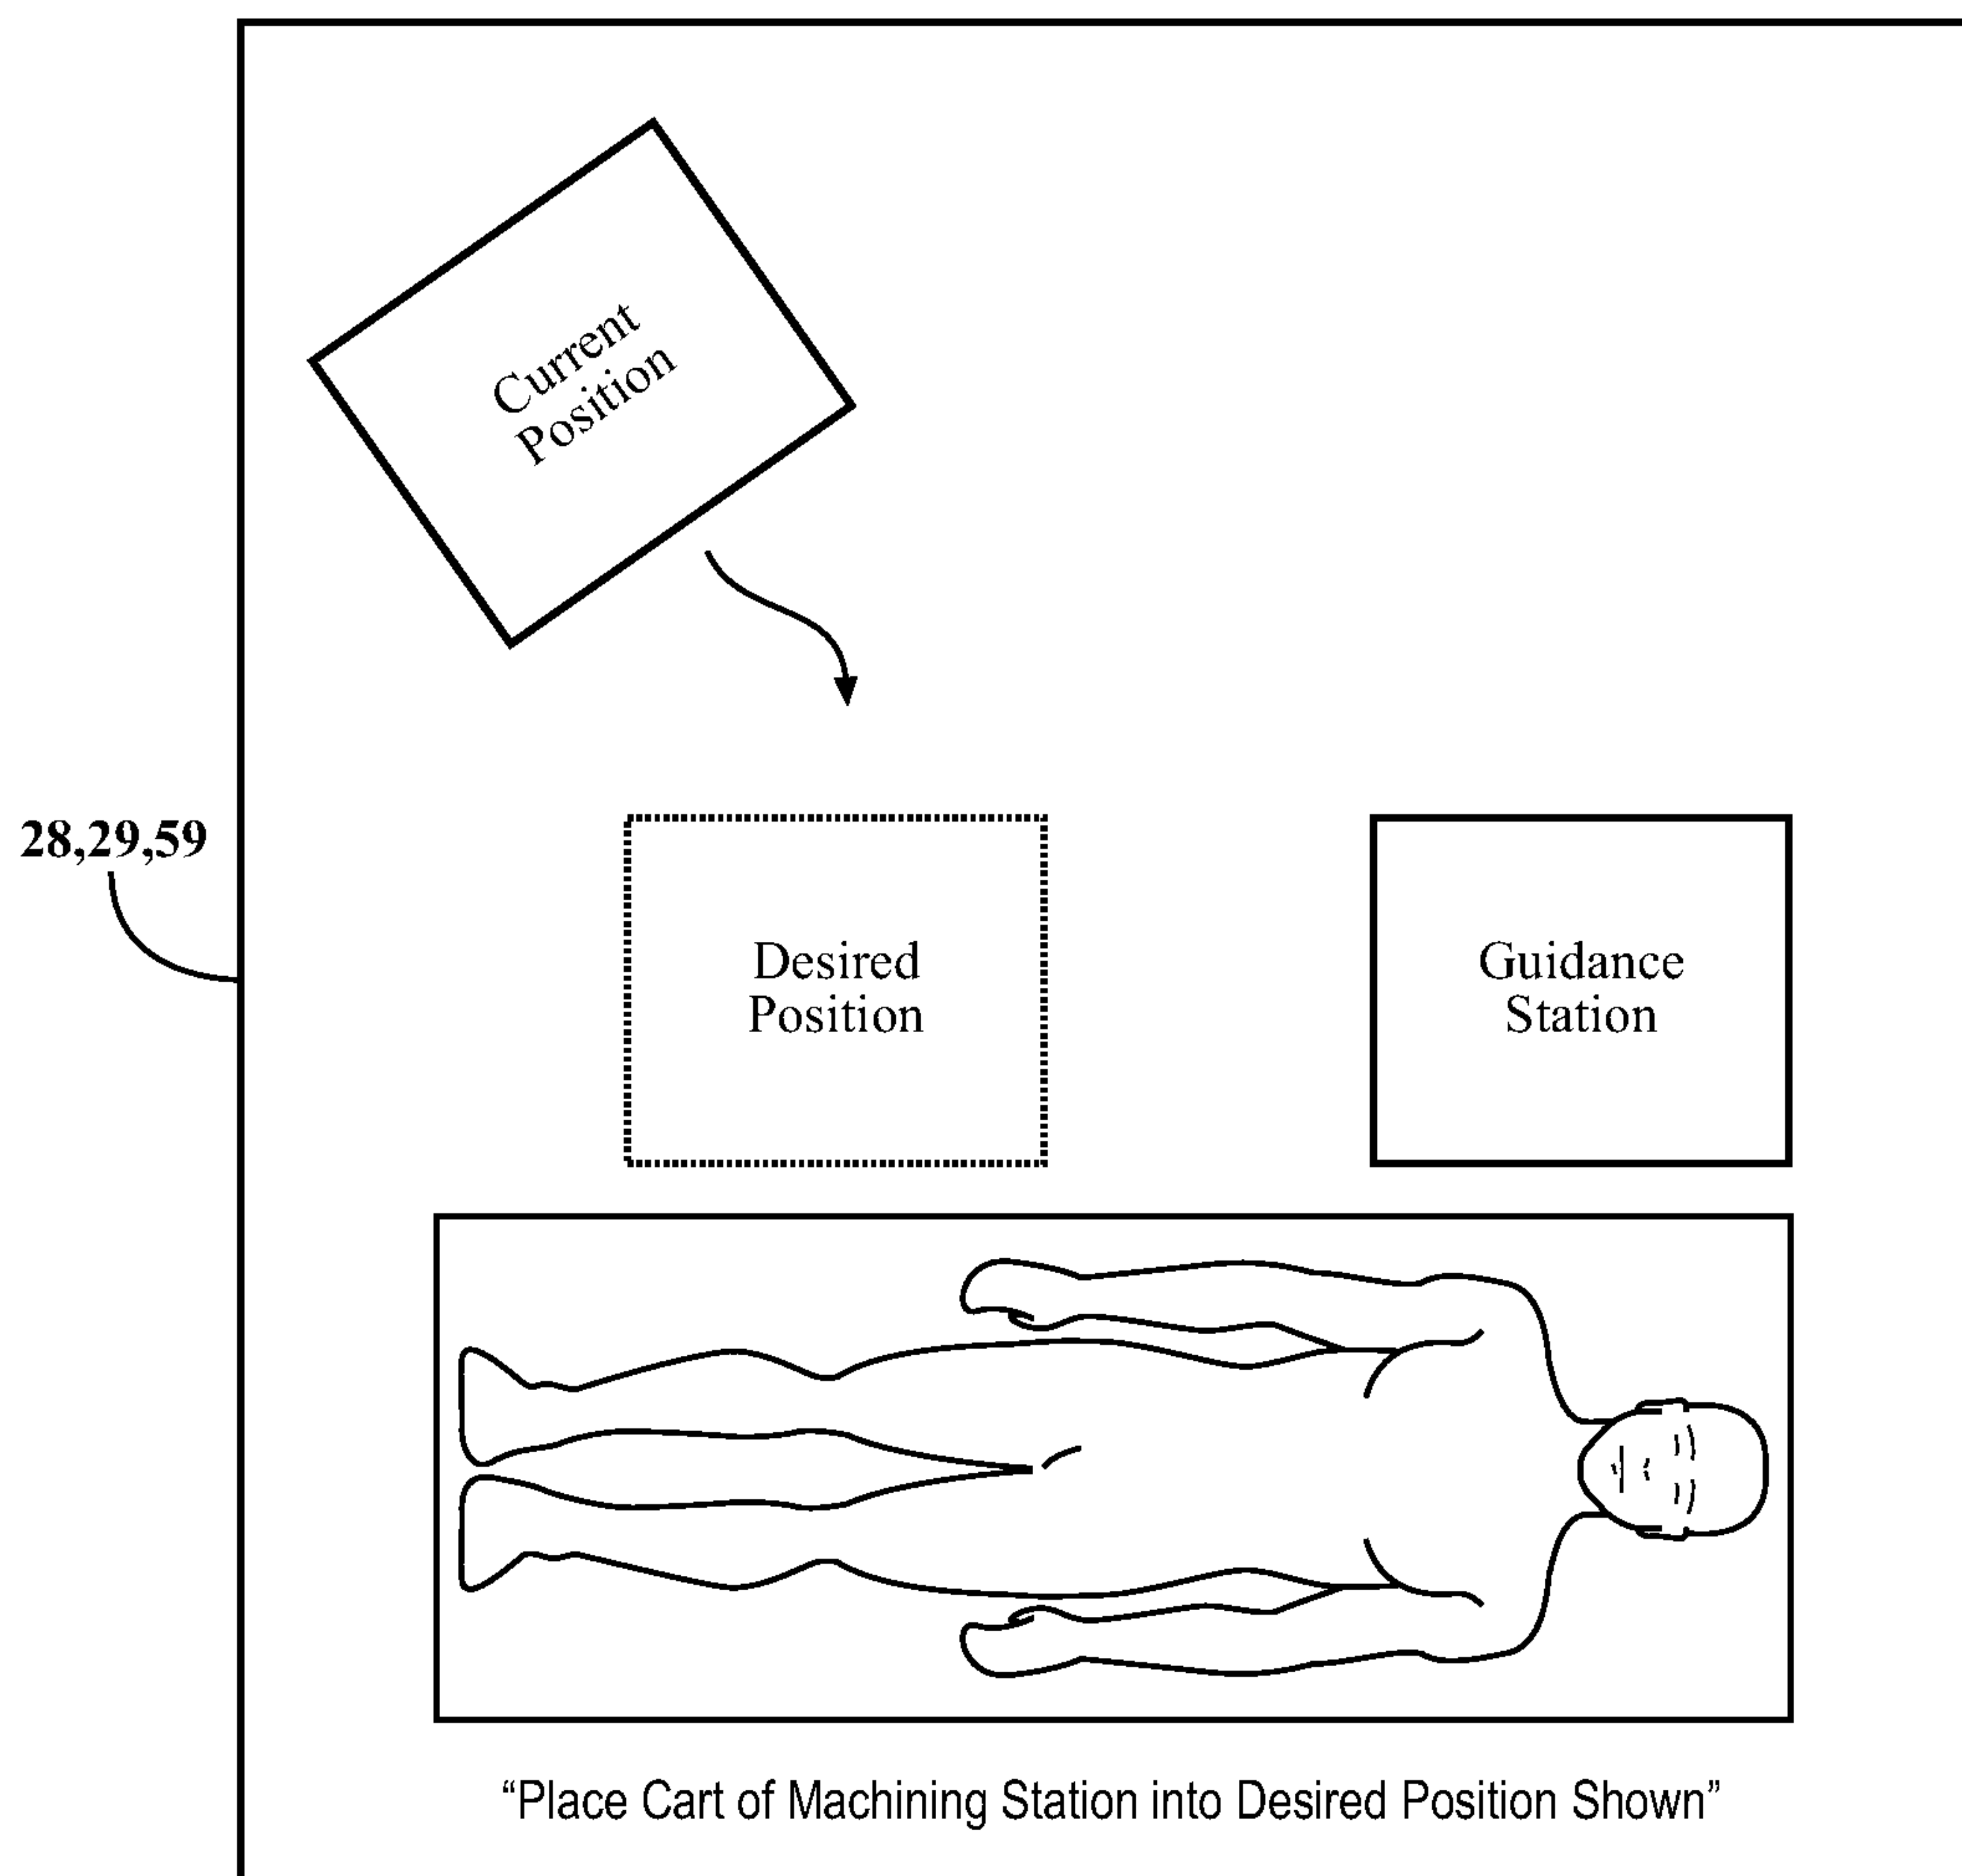 Current
Position
28,29,59
Desired
Position
Guidance
Station
“Place Cart of Machining Station into Desired Position Shown”